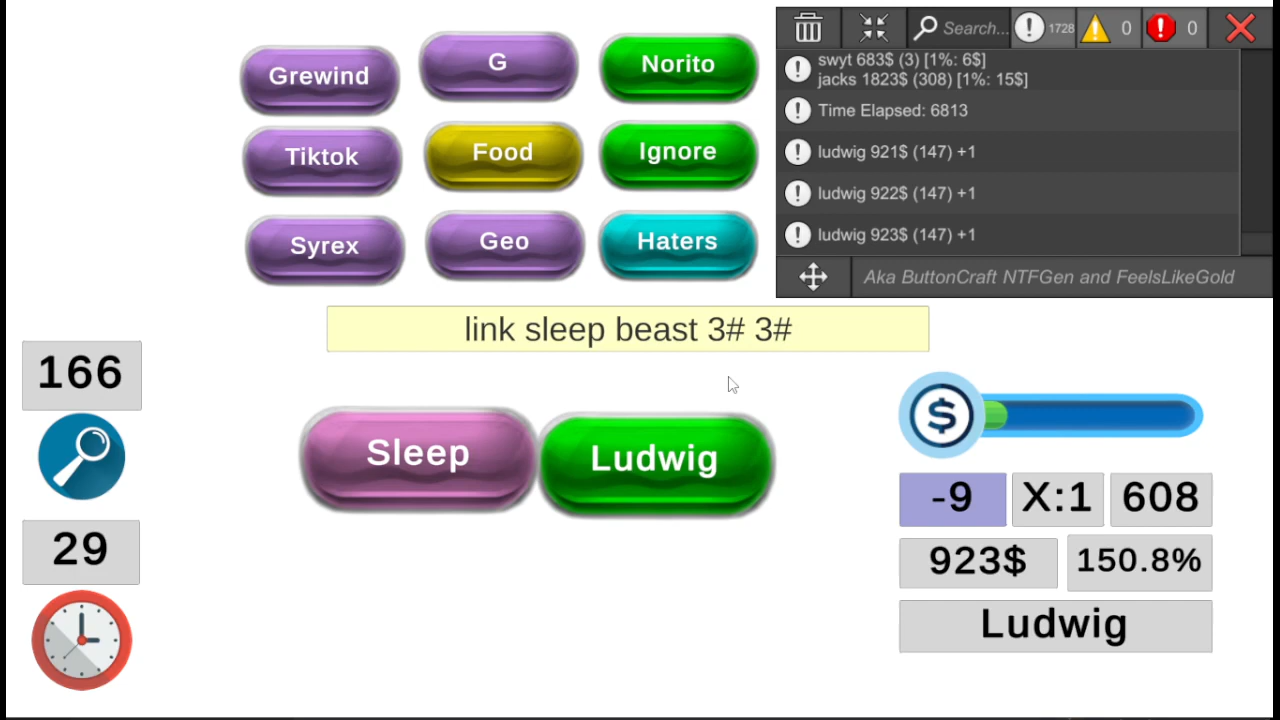 Grewind
G
Norito
Tiktok
Food
Ignore
Syrex
Geo
Haters
Search...
1728
0
0
swyt 683$ (3) [1%: 6$]
jacks 1823$ (308) [1%: 15$]
Time Elapsed: 6813
ludwig 921$ (147) +1
ludwig 922$ (147) +1
ludwig 923$ (147) +1
Aka ButtonCraft NTFGen and FeelsLikeGold
link sleep beast 3# 3#
166
29
Sleep
Ludwig
$
-9
X:1
608
923$
150.8%
Ludwig